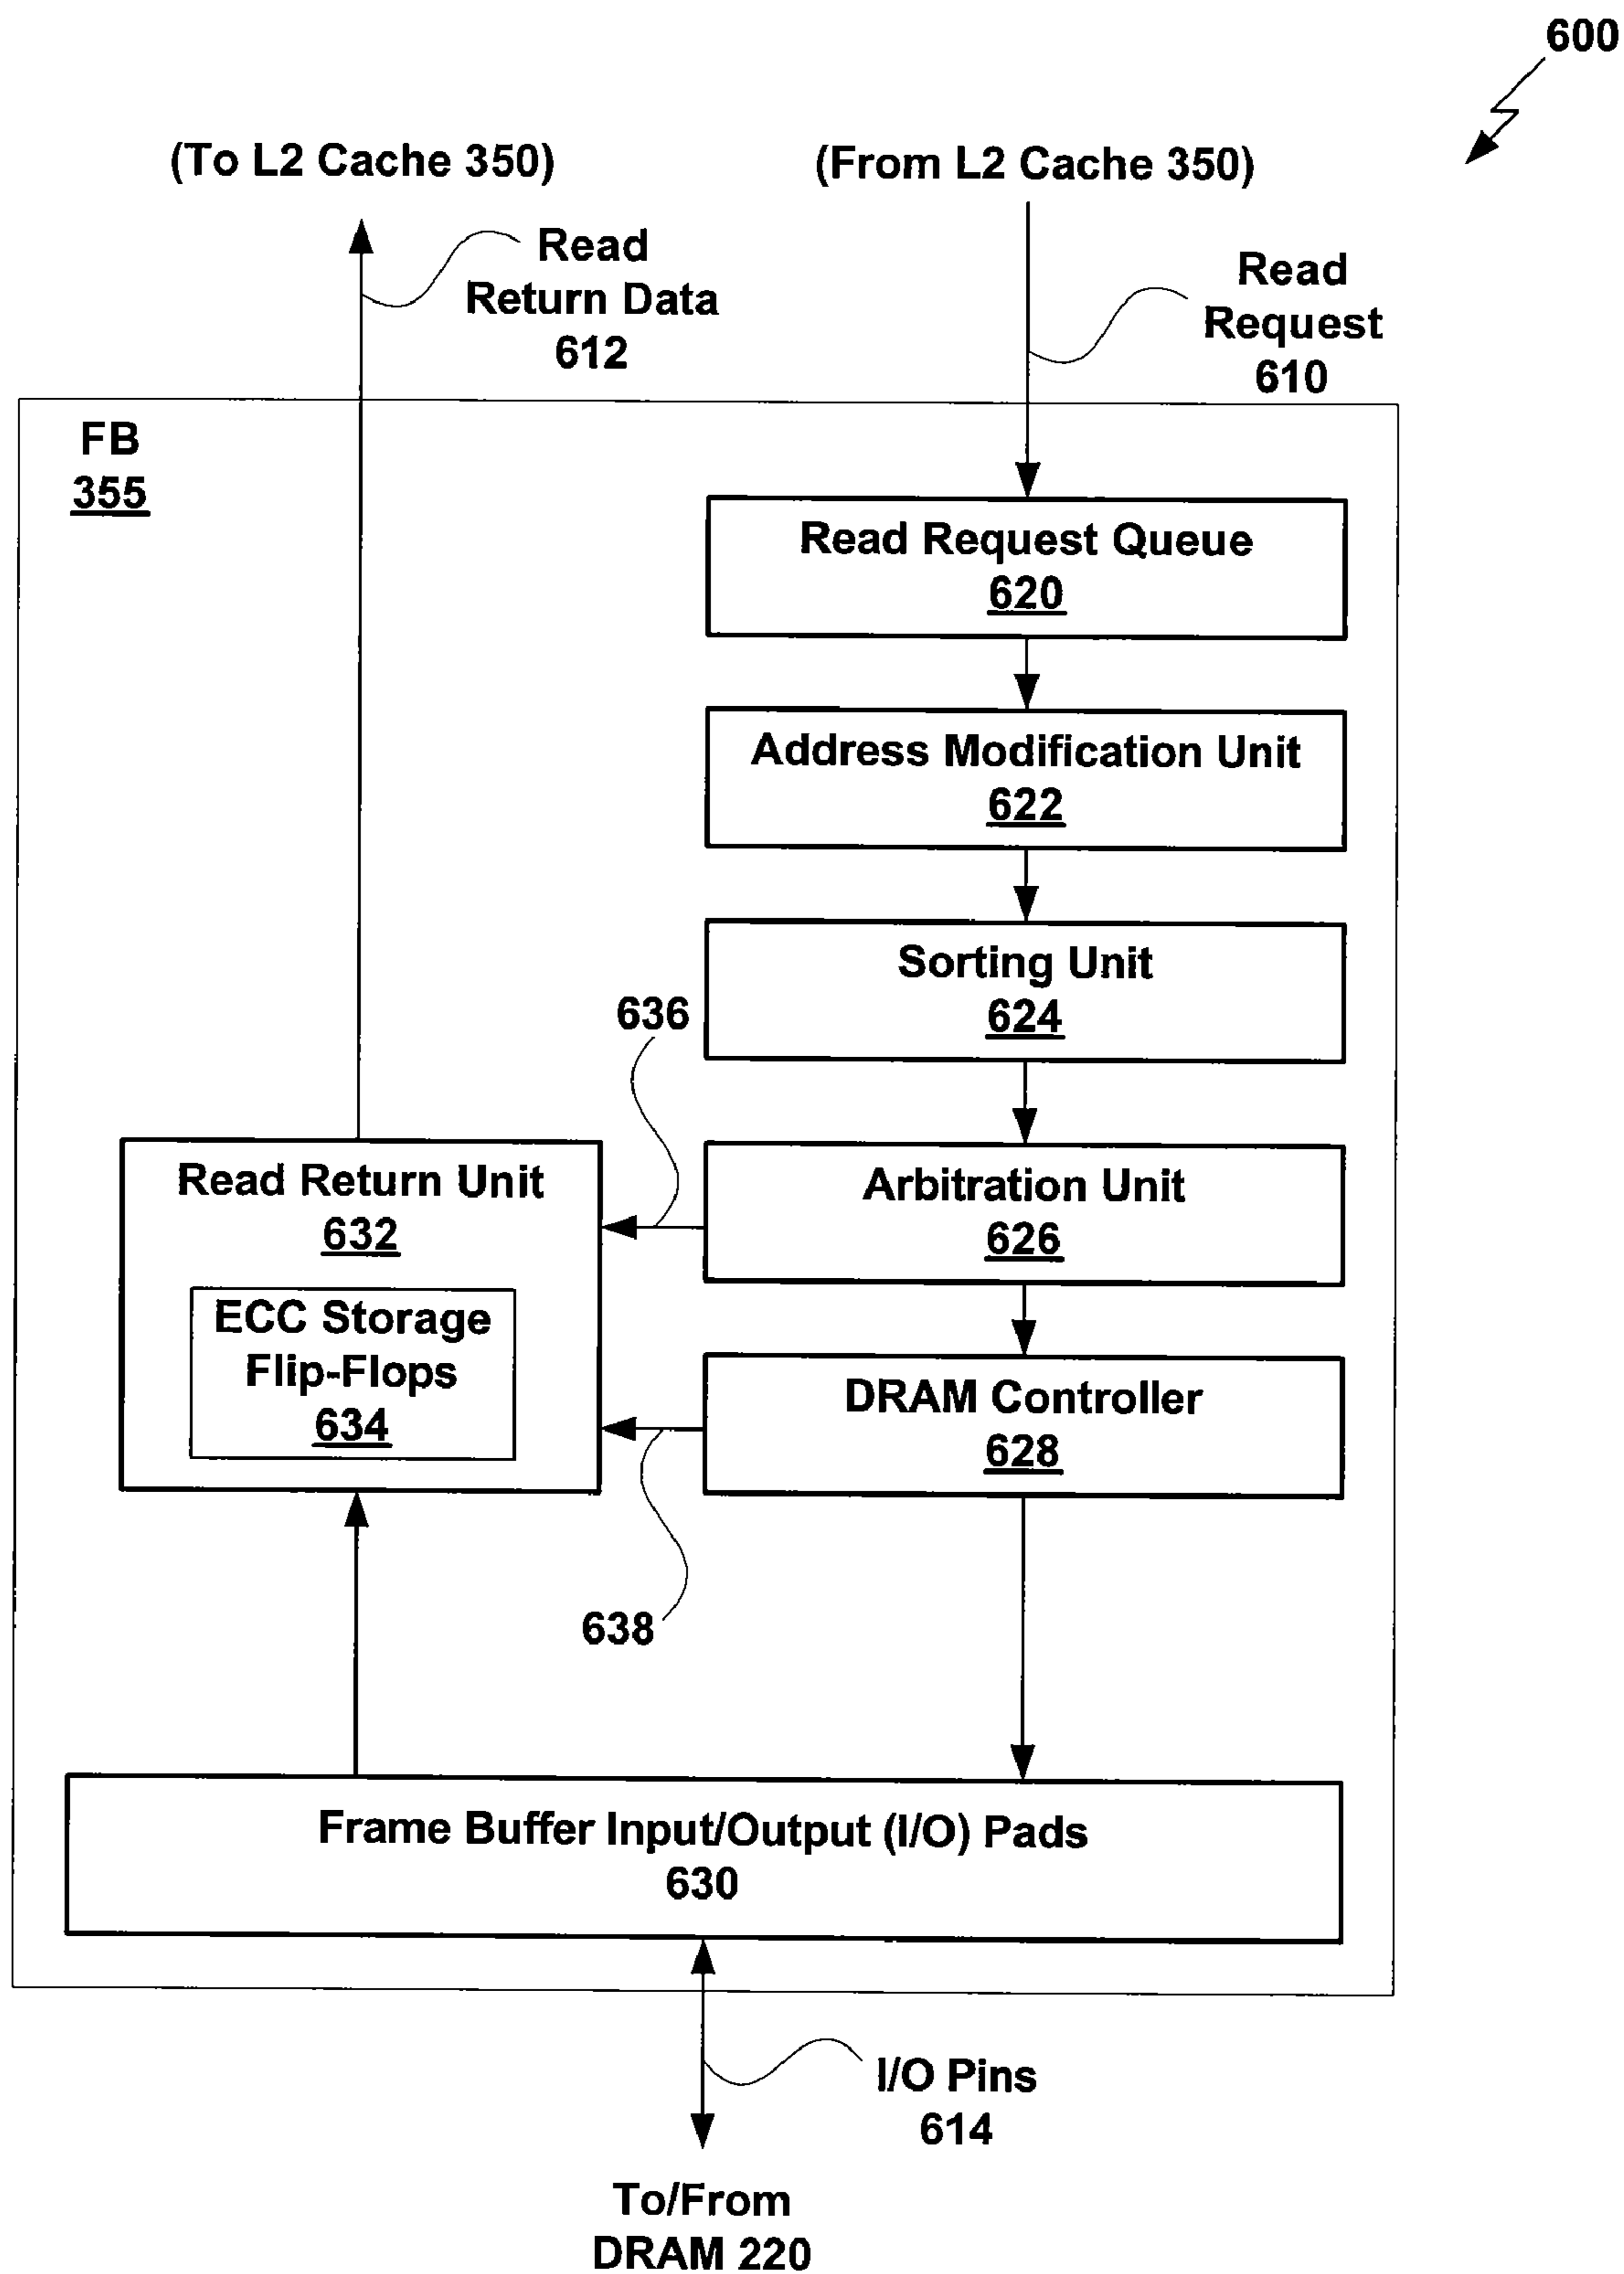 600
(To L2 Cache 350)
(From L2 Cache 350)
Read
Return Data
612
Read
Request
610
FB
355
Read Request Queue
620
Address Modification Unit
622
Sorting Unit
624
636
Arbitration Unit
626
Read Return Unit
632
ECC Storage
Flip-Flops
634
DRAM Controller
628
638
Frame Buffer Input/Output (I/O) Pads
630
I/O Pins
614
To/From
DRAM 220